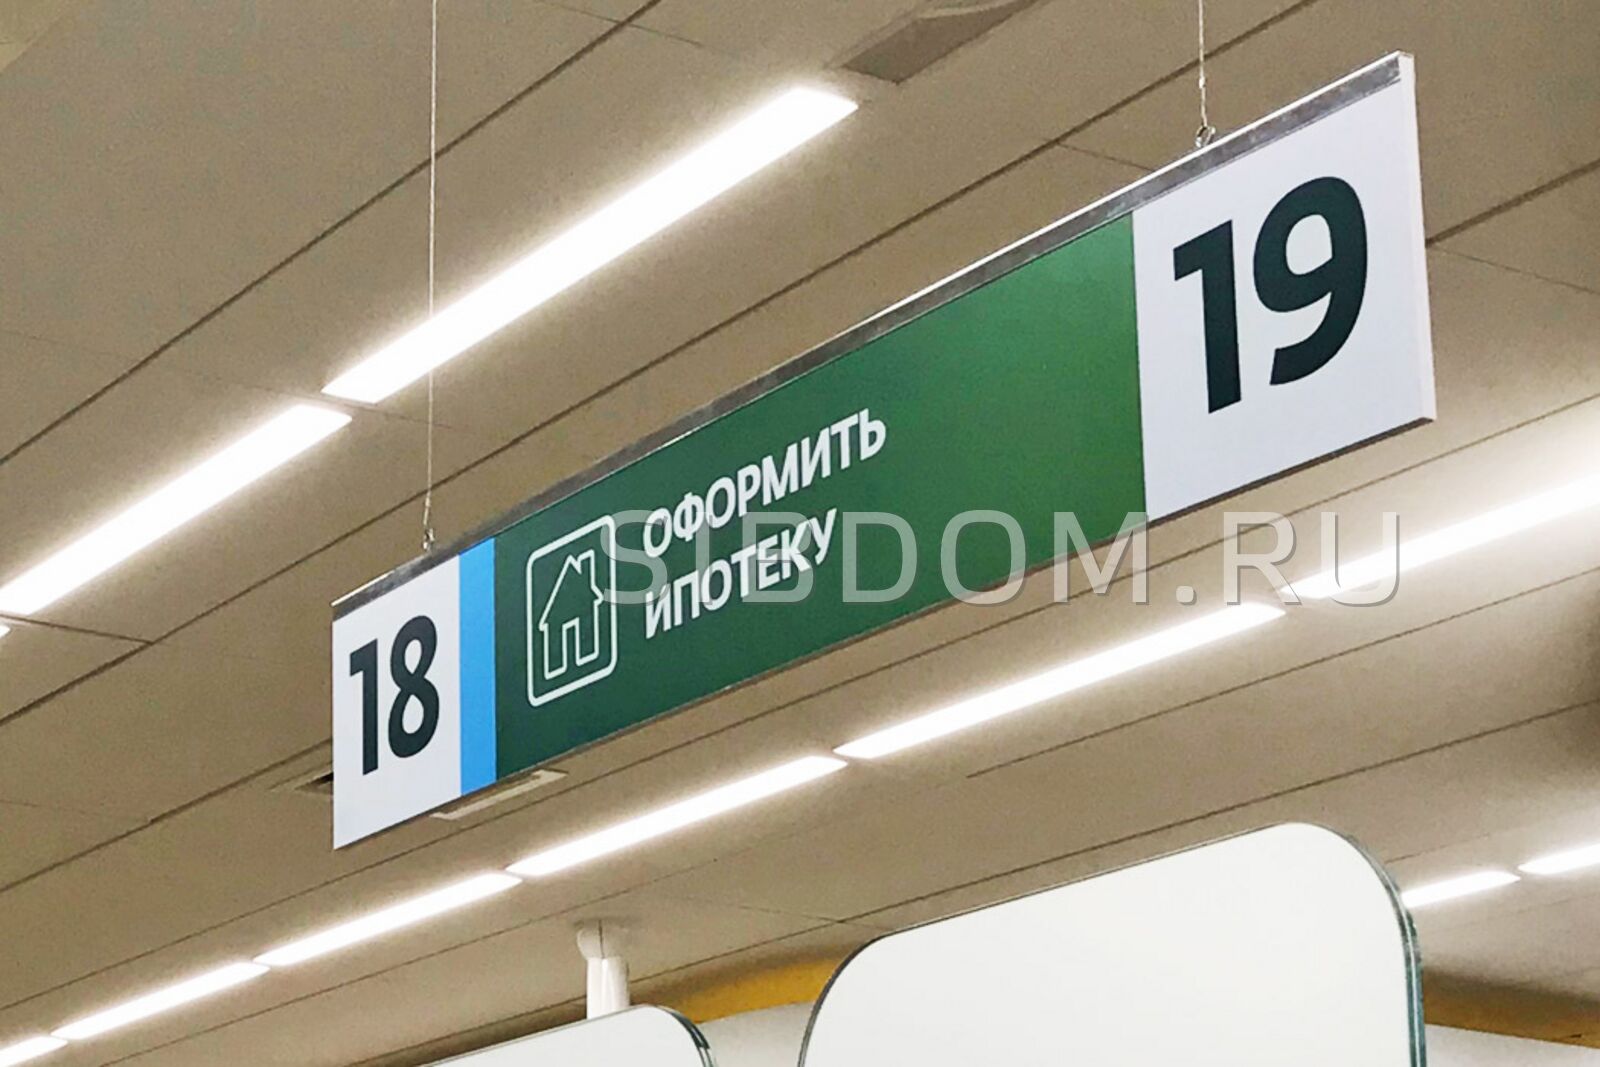 18
ОФОРМИТЬ
ИПОТЕКУ
19
SIBDOM.RU